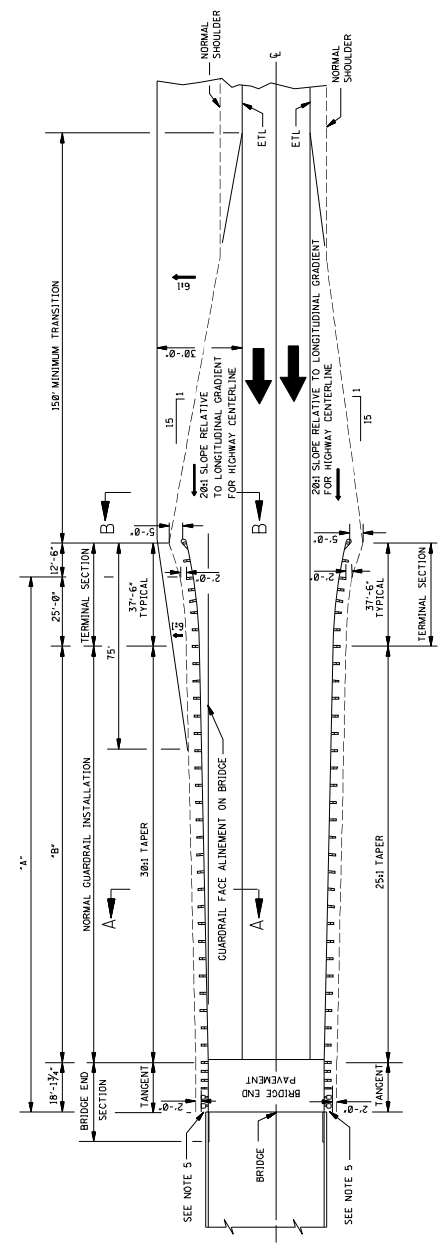 150' MINIMUM TRANSITION
NORMAL
SHOULDER
ETL
℄
ETL
NORMAL
SHOULDER
6:1
30'-0"
15
1
20:1 SLOPE RELATIVE
TO LONGITUDINAL GRADIENT
FOR HIGHWAY CENTERLINE
20:1 SLOPE RELATIVE TO LONGITUDINAL GRADIENT
FOR HIGHWAY CENTERLINE
1
15
B
B
5'-0"
5'-0"
2'-0"
2'-0"
12'-6"
25'-0"
TERMINAL SECTION
75'
37'-6"
TYPICAL
6:1
37'-6"
TYPICAL
TERMINAL SECTION
"A"
"B"
NORMAL GUARDRAIL INSTALLATION
30:1 TAPER
GUARDRAIL FACE ALINEMENT ON BRIDGE
25:1 TAPER
A
A
18'-1¾"
BRIDGE END
SECTION
TANGENT
2'-0"
BRIDGE END
PAVEMENT
2'-0"
TANGENT
SEE NOTE 5
BRIDGE
SEE NOTE 5